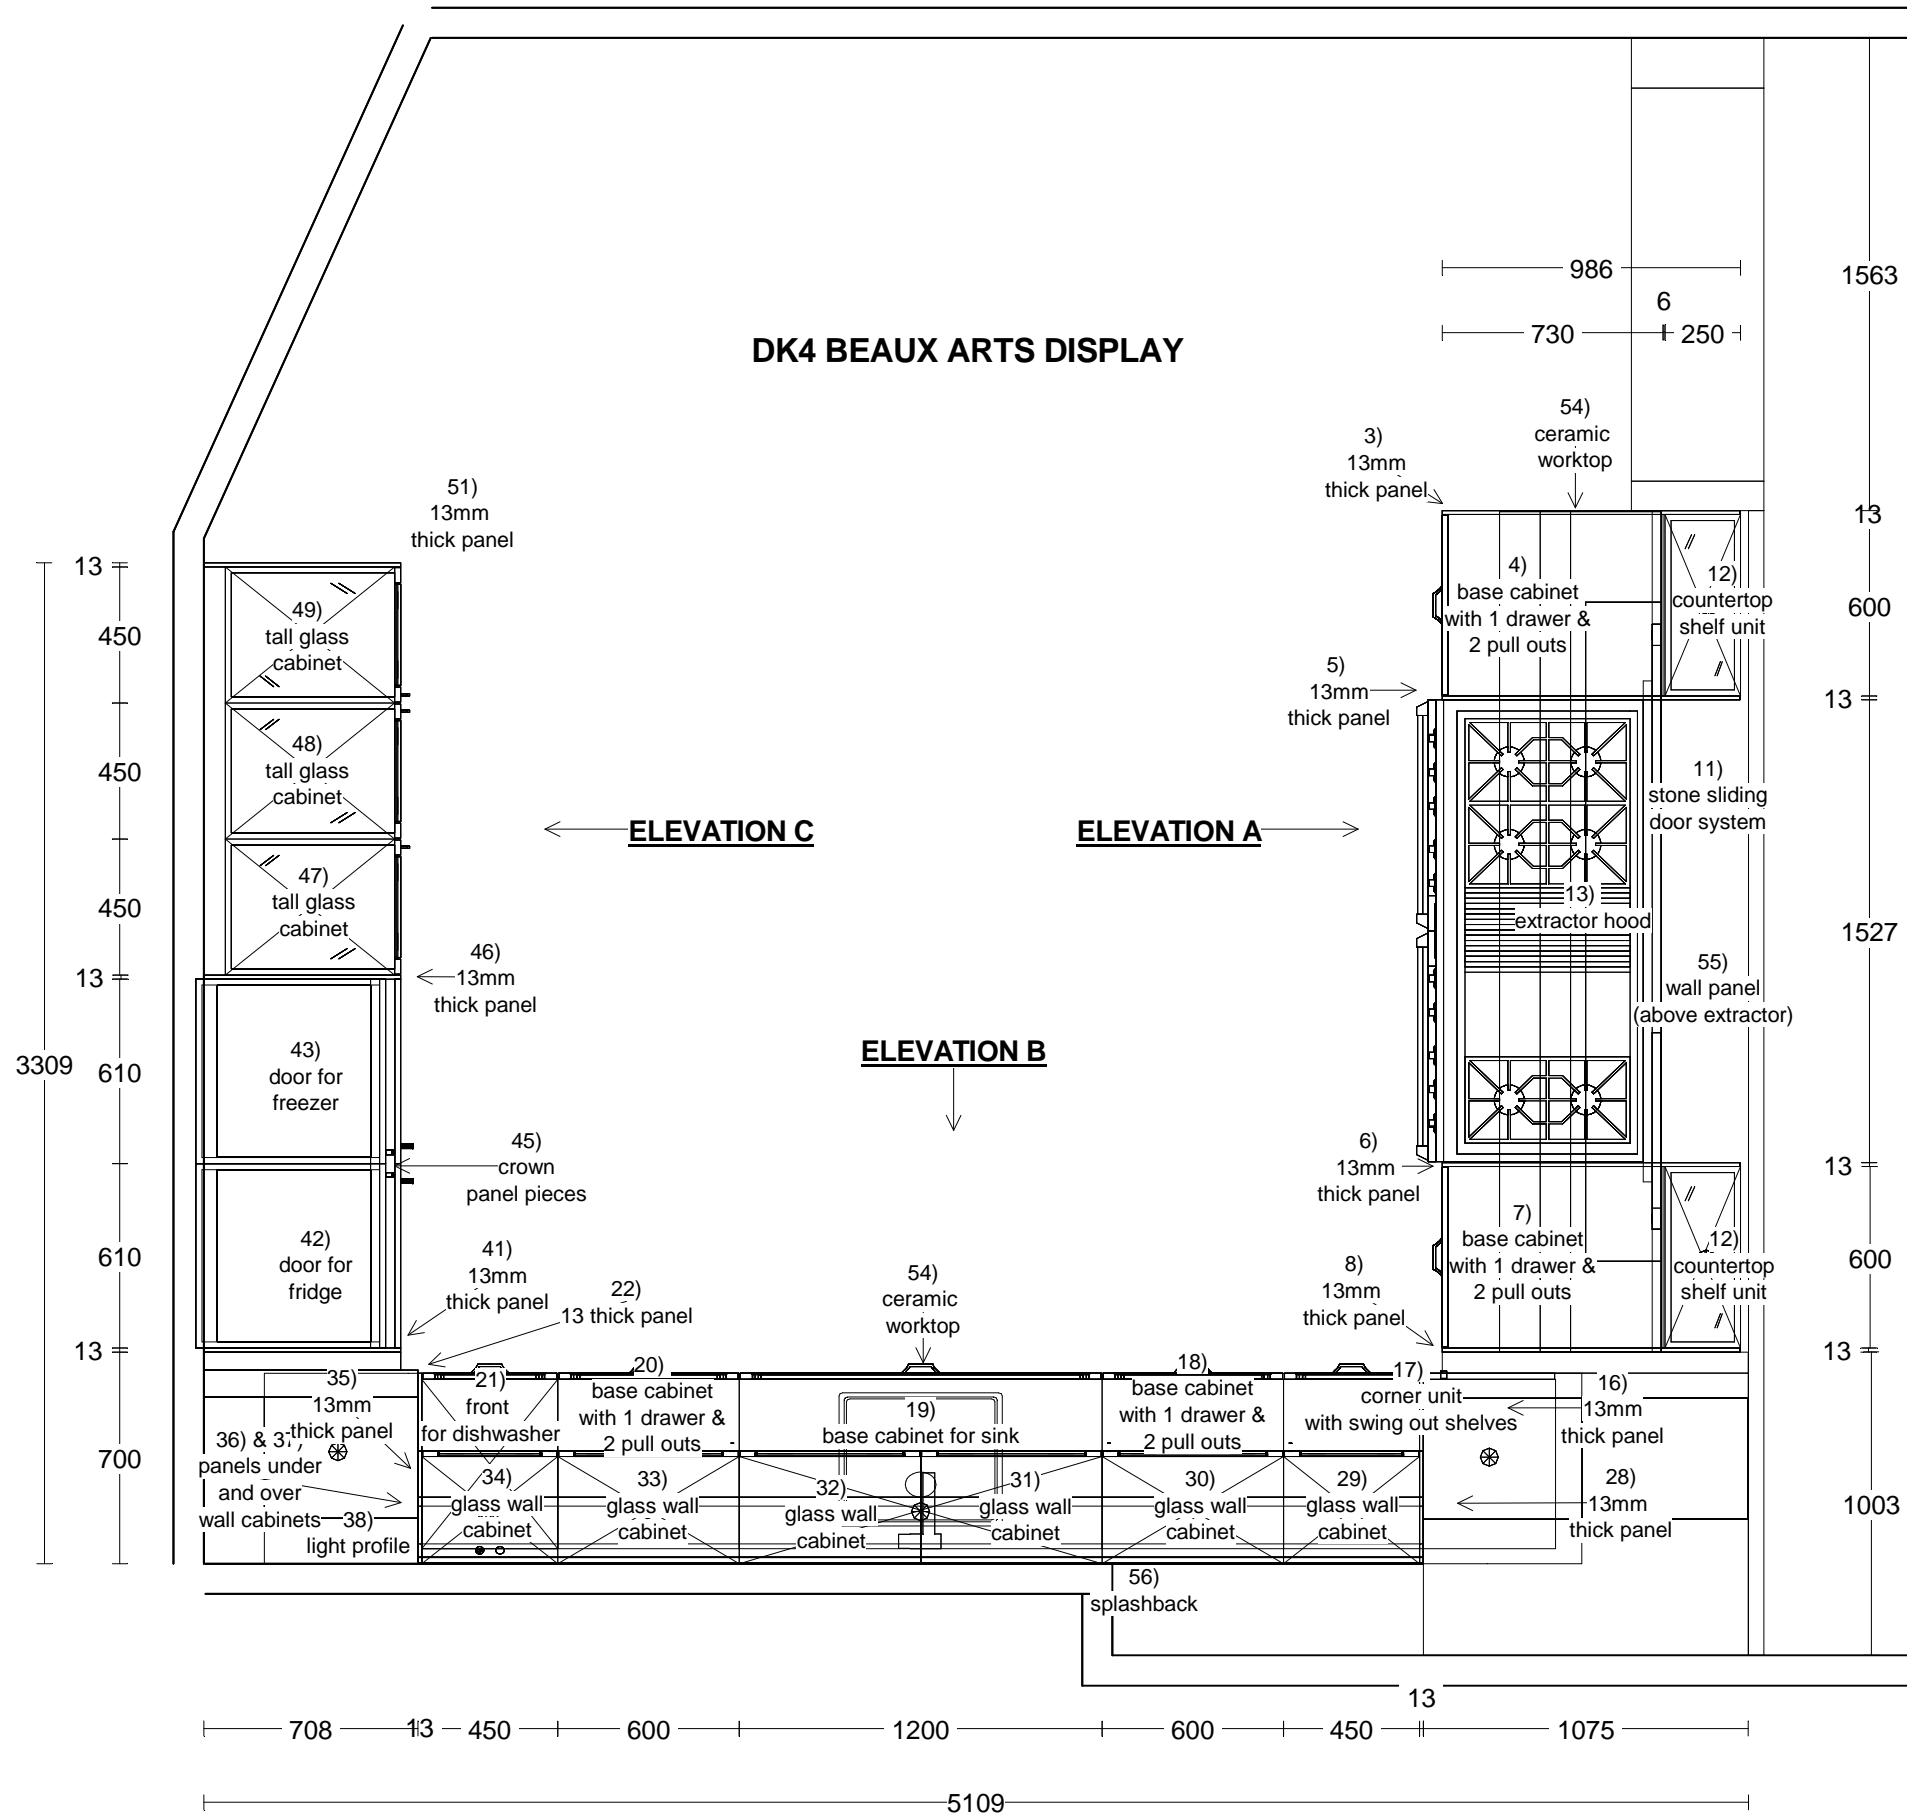 986
1563
6
730
250
DK4 BEAUX ARTS DISPLAY
54)
ceramic
worktop
3)
13mm
thick panel
51)
13mm
thick panel
13
13
49)
tall glass
cabinet
450
4)
base cabinet
with 1 drawer &
2 pull outs
12)
countertop
shelf unit
600
5)
13mm
thick panel
13
48)
tall glass
cabinet
450
11)
stone sliding
door system
ELEVATION C
ELEVATION A
47)
tall glass
cabinet
450
13)
extractor hood
1527
13
46)
13mm
thick panel
55)
wall panel
(above extractor)
ELEVATION B
3309
610
43)
door for
freezer
45)
crown
panel pieces
6)
13mm
thick panel
13
7)
base cabinet
with 1 drawer &
2 pull outs
12)
countertop
shelf unit
600
610
42)
door for
fridge
41)
13mm
thick panel
22)
13 thick panel
54)
ceramic
worktop
8)
13mm
thick panel
13
13
35)
13mm
thick panel
21)
front
for dishwasher
20)
base cabinet
with 1 drawer &
2 pull outs
19)
base cabinet for sink
18)
base cabinet
with 1 drawer &
2 pull outs
17)
corner unit
with swing out shelves
16)
13mm
thick panel
36) & 37)
panels under
and over
wall cabinets
700
38)
light profile
34)
glass wall
cabinet
33)
glass wall
cabinet
32)
glass wall
cabinet
31)
glass wall
cabinet
30)
glass wall
cabinet
29)
glass wall
cabinet
28)
13mm
thick panel
1003
56)
splashback
13
708
13
450
600
1200
600
450
1075
5109